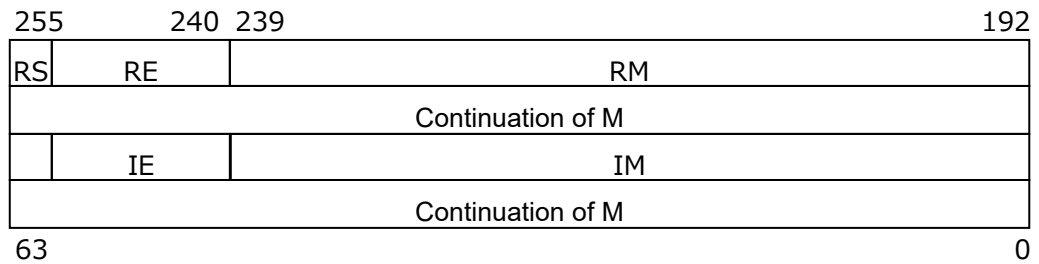 255 240 239 192
RS RE RM
Continuation of M
IE IM
Continuation of M
63 0